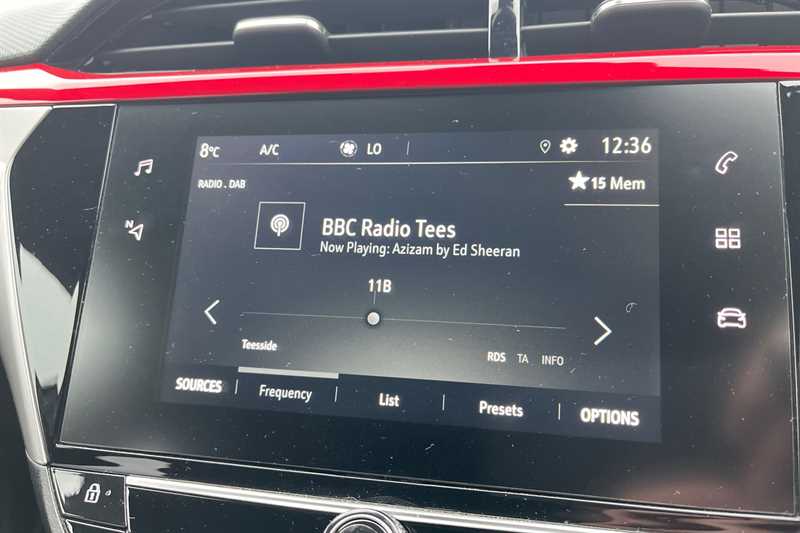 8°C A/C LO 12:36
RADIO . DAB 15 Mem
BBC Radio Tees
Now Playing: Azizam by Ed Sheeran
11B
Teesside RDS TA INFO
SOURCES Frequency List Presets OPTIONS
N